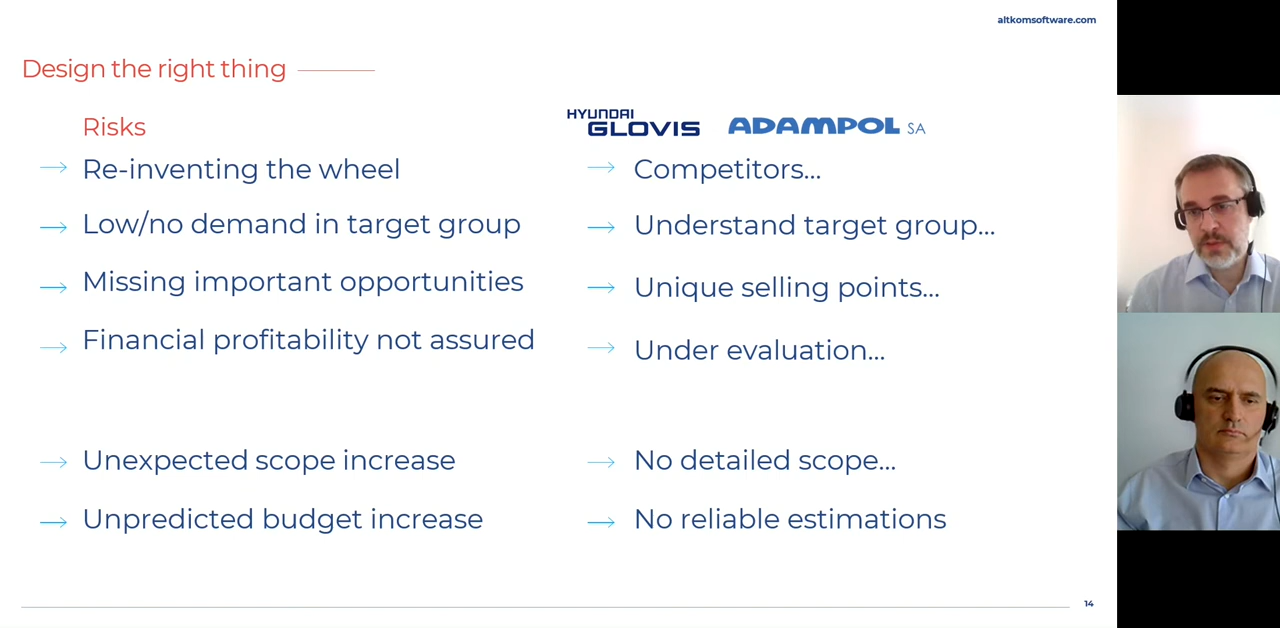 altkomsoftware.com
Design the right thing
Risks
Re-inventing the wheel
Low/no demand in target group
Missing important opportunities
Financial profitability not assured
Unexpected scope increase
Unpredicted budget increase
HYUNDAI
GLOVIS
ADAMPOL SA
Competitors...
Understand target group...
Unique selling points...
Under evaluation...
No detailed scope...
No reliable estimations
14